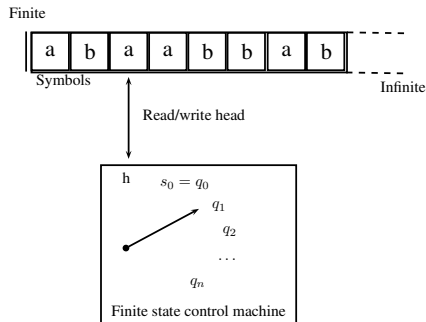 Finite
a b a a b b a b
Symbols
Infinite
Read/write head
h
s₀ = q₀
q₁
q₂
...
qₙ
Finite state control machine